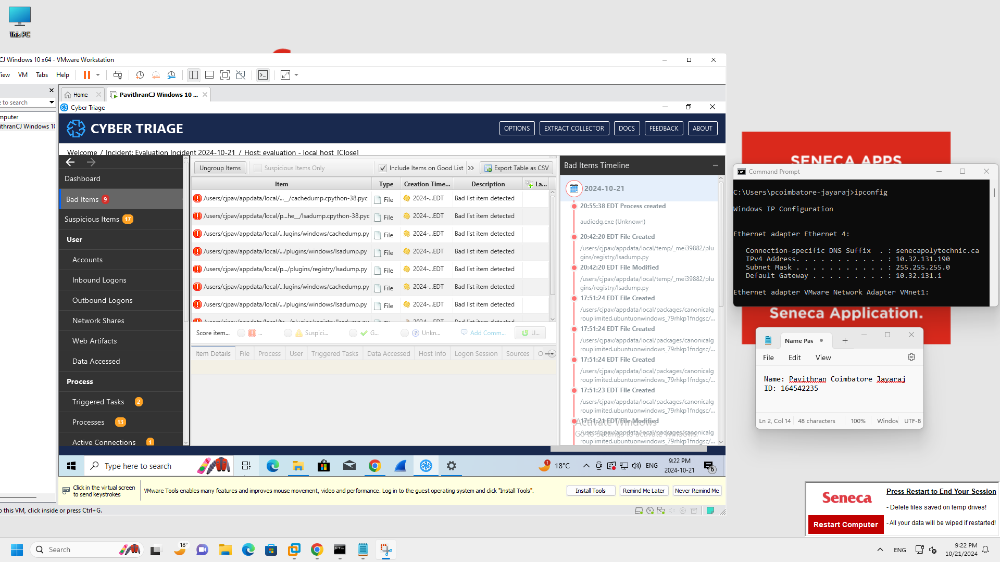 This PC
CJ Windows 10 x64 - VMware Workstation
iew VM Tabs Help
e to search
mputer
ithranCJ Windows 10
Home
PavithranCJ Windows 10 ...
Cyber Triage
CYBER TRIAGE
OPTIONS
EXTRACT COLLECTOR
DOCS
FEEDBACK
ABOUT
Welcome / Incident: Evaluation Incident 2024-10-21 / Host: evaluation - local host [Close]
Dashboard
Bad Items 9
Suspicious Items 17
User
Accounts
Inbound Logons
Outbound Logons
Network Shares
Web Artifacts
Data Accessed
Process
Triggered Tasks 2
Processes 13
Active Connections 1
Ungroup Items
Suspicious Items Only
Include Items on Good List
Export Table as CSV
Item Type Creation Time... Description La...
/users/cjpav/appdata/local/...__/cachedump.cpython-38.pyc File 2024-...EDT Bad list item detected
/users/cjpav/appdata/local/p...he__/lsadump.cpython-38.pyc File 2024-...EDT Bad list item detected
/users/cjpav/appdata/local/...lugins/windows/cachedump.py File 2024-...EDT Bad list item detected
/users/cjpav/appdata/local/.../plugins/windows/lsadump.py File 2024-...EDT Bad list item detected
/users/cjpav/appdata/local/p.../plugins/registry/lsadump.py File 2024-...EDT Bad list item detected
/users/cjpav/appdata/local/...lugins/windows/cachedump.py File 2024-...EDT Bad list item detected
/users/cjpav/appdata/local/.../plugins/windows/lsadump.py File 2024-...EDT Bad list item detected
Score item... ... Suspici... G... Unkn... Add Comm... U...
Item Details File Process User Triggered Tasks Data Accessed Host Info Logon Session Sources O
Bad Items Timeline
2024-10-21
20:55:38 EDT Process created
audiodg.exe (Unknown)
20:42:20 EDT File Created
/users/cjpav/appdata/local/temp/_mei39882/plu
gins/registry/lsadump.py
20:42:20 EDT File Modified
/users/cjpav/appdata/local/temp/_mei39882/plu
gins/registry/lsadump.py
17:51:24 EDT File Created
/users/cjpav/appdata/local/packages/canonicalg
rouplimited.ubuntuonwindows_79rhkp1fndgsc/...
17:51:24 EDT File Created
/users/cjpav/appdata/local/packages/canonicalg
rouplimited.ubuntuonwindows_79rhkp1fndgsc/...
17:51:24 EDT File Created
/users/cjpav/appdata/local/packages/canonicalg
rouplimited.ubuntuonwindows_79rhkp1fndgsc/...
17:51:23 EDT File Created
/users/cjpav/appdata/local/packages/canonicalg
rouplimited.ubuntuonwindows_79rhkp1fndgsc/...
17:51:21 EDT File Modified
/users/cjpav/appdata/local/packages/canonicalg
rouplimited.ubuntuonwindows_79rhkp1fndgsc/...
Activate Windows
Go to Settings to activate Windows.
Type here to search
1
18°C
ENG
9:22 PM
2024-10-21
6
Click in the virtual screen
to send keystrokes
VMware Tools enables many features and improves mouse movement, video and performance. Log in to the guest operating system and click "Install Tools".
Install Tools
Remind Me Later
Never Remind Me
o this VM, click inside or press Ctrl+G.
SENECA APPS
Command Prompt
C:\Users\pcoimbatore-jayaraj>ipconfig
Windows IP Configuration
Ethernet adapter Ethernet 4:
Connection-specific DNS Suffix . : senecapolytechnic.ca
IPv4 Address. . . . . . . . . . . : 10.32.131.190
Subnet Mask . . . . . . . . . . . : 255.255.255.0
Default Gateway . . . . . . . . . : 10.32.131.1
Ethernet adapter VMware Network Adapter VMnet1:
Seneca Application.
Name Pav
File Edit View
Name: Pavithran Coimbatore Jayaraj
ID: 164542235
Ln 2, Col 14 48 characters 100% Window UTF-8
Seneca
Restart Computer
Press Restart to End Your Session
- Delete files saved on temp drives!
- All your data will be wiped if restarted!
Search
18°
ENG
9:22 PM
10/21/2024